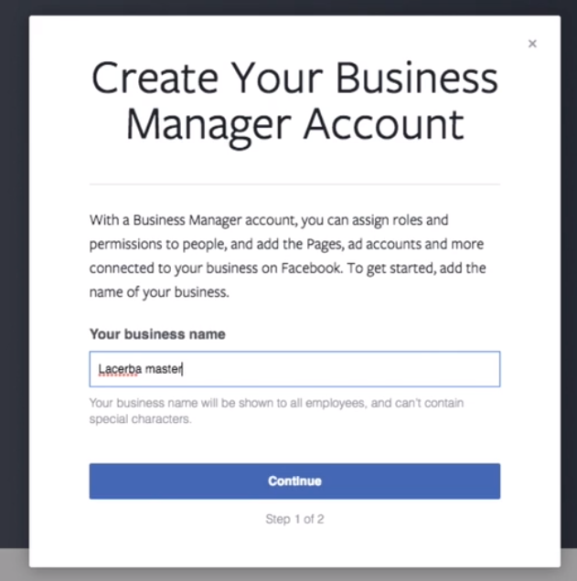 ×
Create Your Business
Manager Account
With a Business Manager account, you can assign roles and
permissions to people, and add the Pages, ad accounts and more
connected to your business on Facebook. To get started, add the
name of your business.
Your business name
Lacerba master
Your business name will be shown to all employees, and can't contain
special characters.
Continue
Step 1 of 2